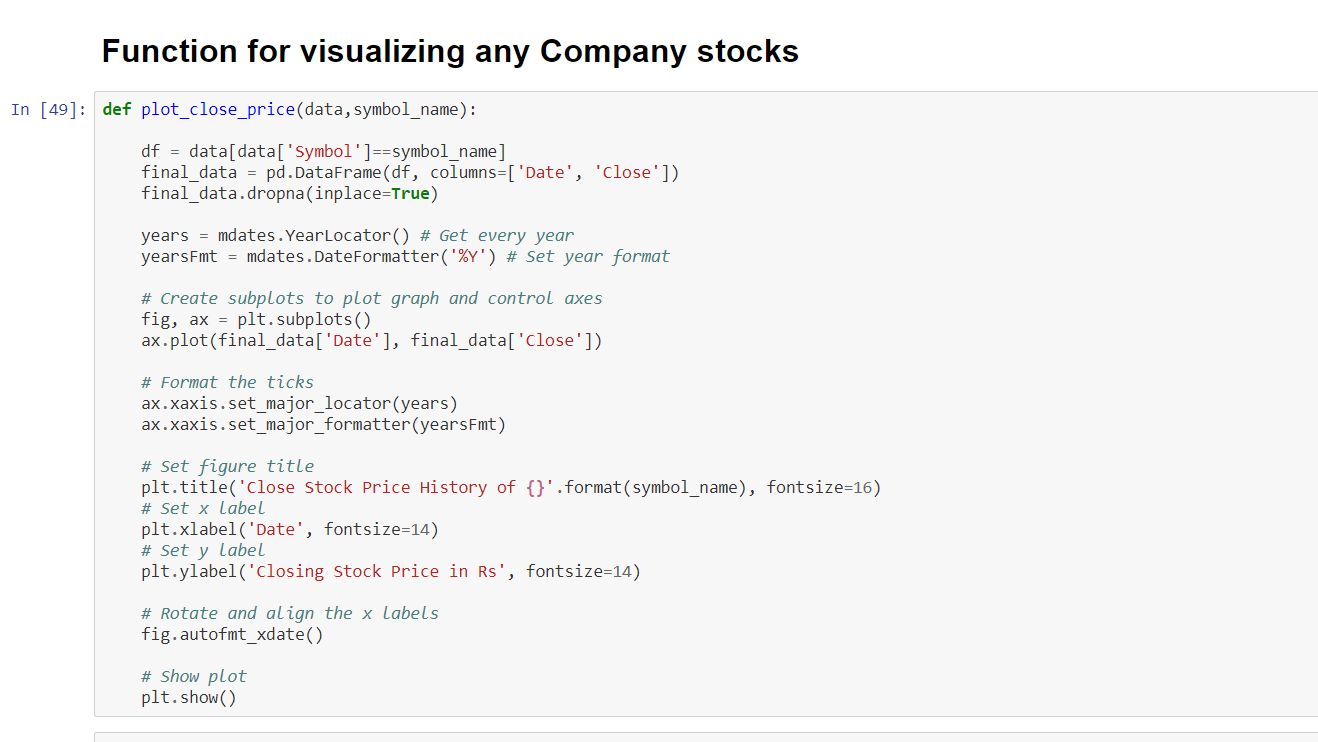 Function for visualizing any Company stocks
In [49]: def plot_close_price(data,symbol_name):
df = data[data['Symbol']==symbol_name]
final_data = pd.DataFrame(df, columns=['Date', 'Close'])
final_data.dropna(inplace=True)
years = mdates.YearLocator() # Get every year
yearsFmt = mdates.DateFormatter('%Y') # Set year format
# Create subplots to plot graph and control axes
fig, ax = plt.subplots()
ax.plot(final_data['Date'], final_data['Close'])
# Format the ticks
ax.xaxis.set_major_locator(years)
ax.xaxis.set_major_formatter(yearsFmt)
# Set figure title
plt.title('Close Stock Price History of {}'.format(symbol_name), fontsize=16)
# Set x label
plt.xlabel('Date', fontsize=14)
# Set y label
plt.ylabel('Closing Stock Price in Rs', fontsize=14)
# Rotate and align the x labels
fig.autofmt_xdate()
# Show plot
plt.show()